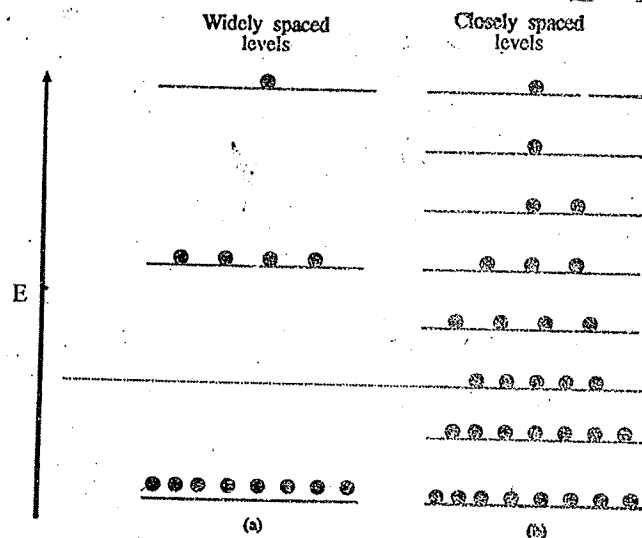 Widely spaced
levels
Closely spaced
levels
E
(a)
(b)